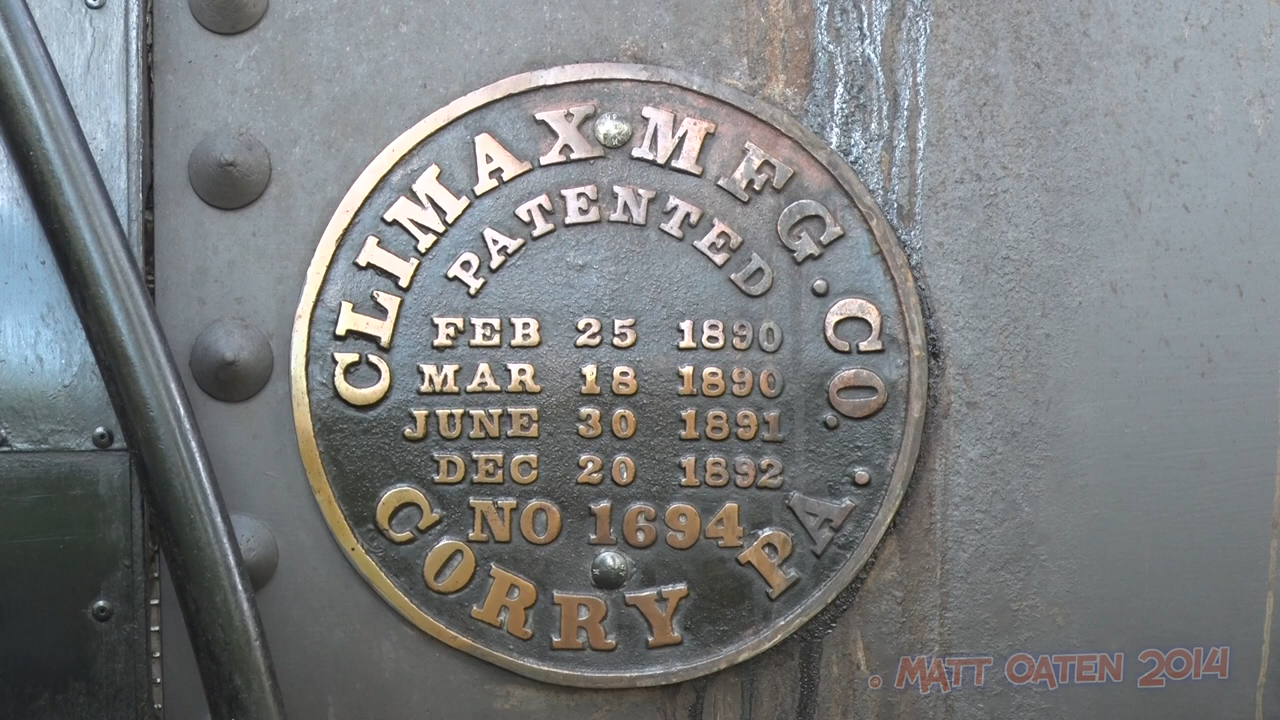 CLIMAX MFG. CO.
PATENTED
FEB 25 1890
MAR 18 1890
JUNE 30 1891
DEC 20 1892
NO 1694
CORRY PA.
MATT OATEN 2014